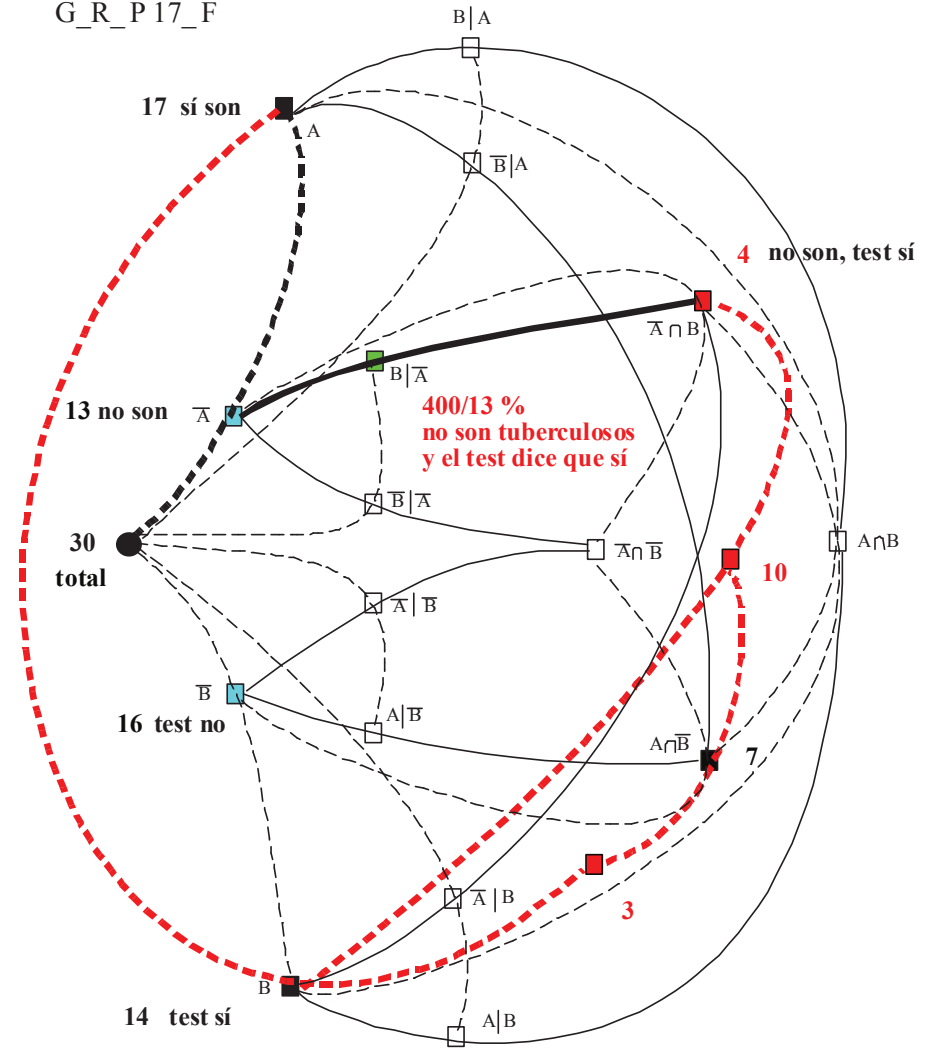 G_R_P 17_F
B|A
17 sí son
A
B̅|A
4 no son, test sí
A̅ ∩ B
B|A̅
13 no son A̅
400/13 %
no son tuberculosos
y el test dice que sí
B̅|A̅
30
total
A̅∩ B̅
A∩B
10
A̅|B̅
B̅
16 test no
A|B̅
A∩B̅
7
A̅|B
3
B
14 test sí
A|B